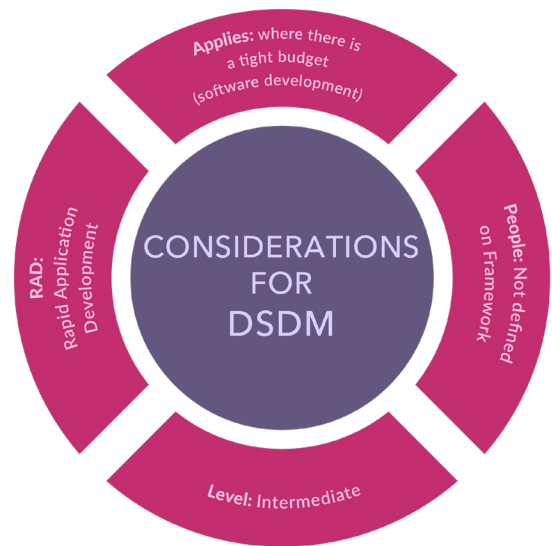 Applies: where there is
a tight budget
(software development)
People: Not defined
on Framework
Level: Intermediate
RAD:
Rapid Application
Development
CONSIDERATIONS
FOR
DSDM